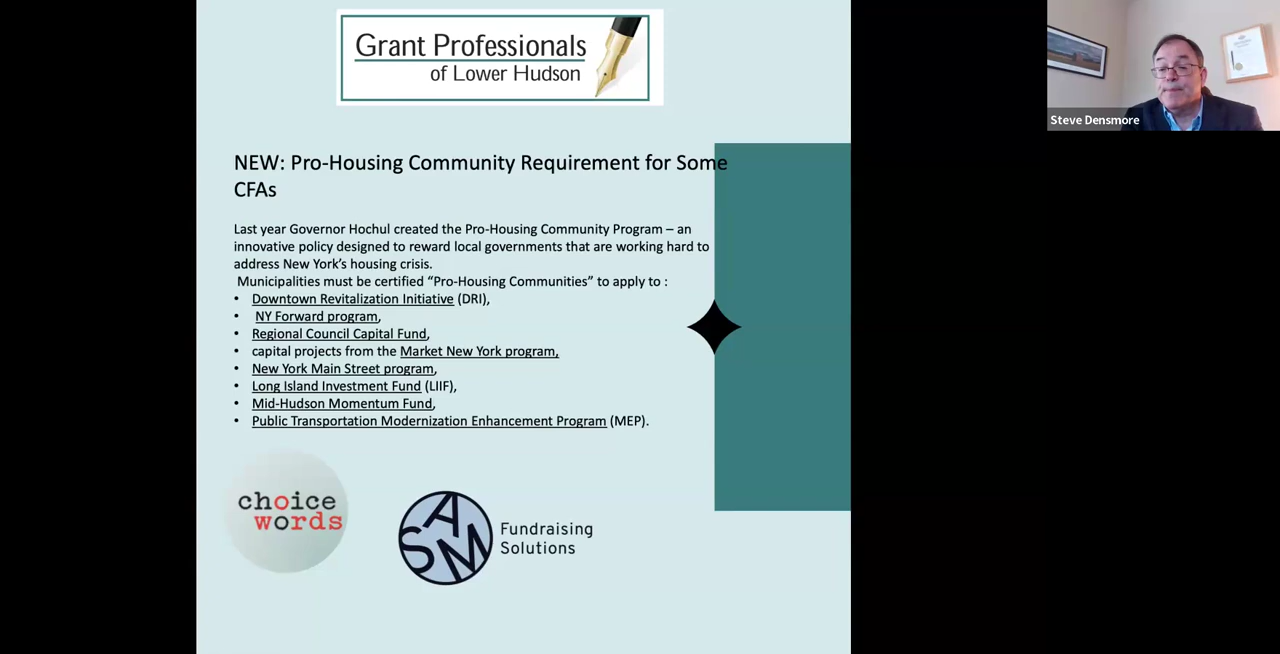 Grant Professionals
of Lower Hudson
Steve Densmore
NEW: Pro-Housing Community Requirement for Some
CFAs
Last year Governor Hochul created the Pro-Housing Community Program – an
innovative policy designed to reward local governments that are working hard to
address New York's housing crisis.
Municipalities must be certified “Pro-Housing Communities” to apply to :
• Downtown Revitalization Initiative (DRI),
• NY Forward program,
• Regional Council Capital Fund,
• capital projects from the Market New York program,
• New York Main Street program,
• Long Island Investment Fund (LIIF),
• Mid-Hudson Momentum Fund,
• Public Transportation Modernization Enhancement Program (MEP).
choice
words
ASM
Fundraising
Solutions